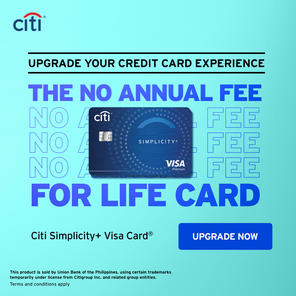 citi
UPGRADE YOUR CREDIT CARD EXPERIENCE
THE NO ANNUAL FEE
NO ANNUAL FEE
NO ANNUAL FEE
NO ANNUAL FEE
citi
SIMPLICITY+
VISA
Platinum
FOR LIFE CARD
Citi Simplicity+ Visa Card®
UPGRADE NOW
This product is sold by Union Bank of the Philippines, using certain trademarks
temporarily under license from Citigroup Inc. and related group entities.
Terms and conditions apply